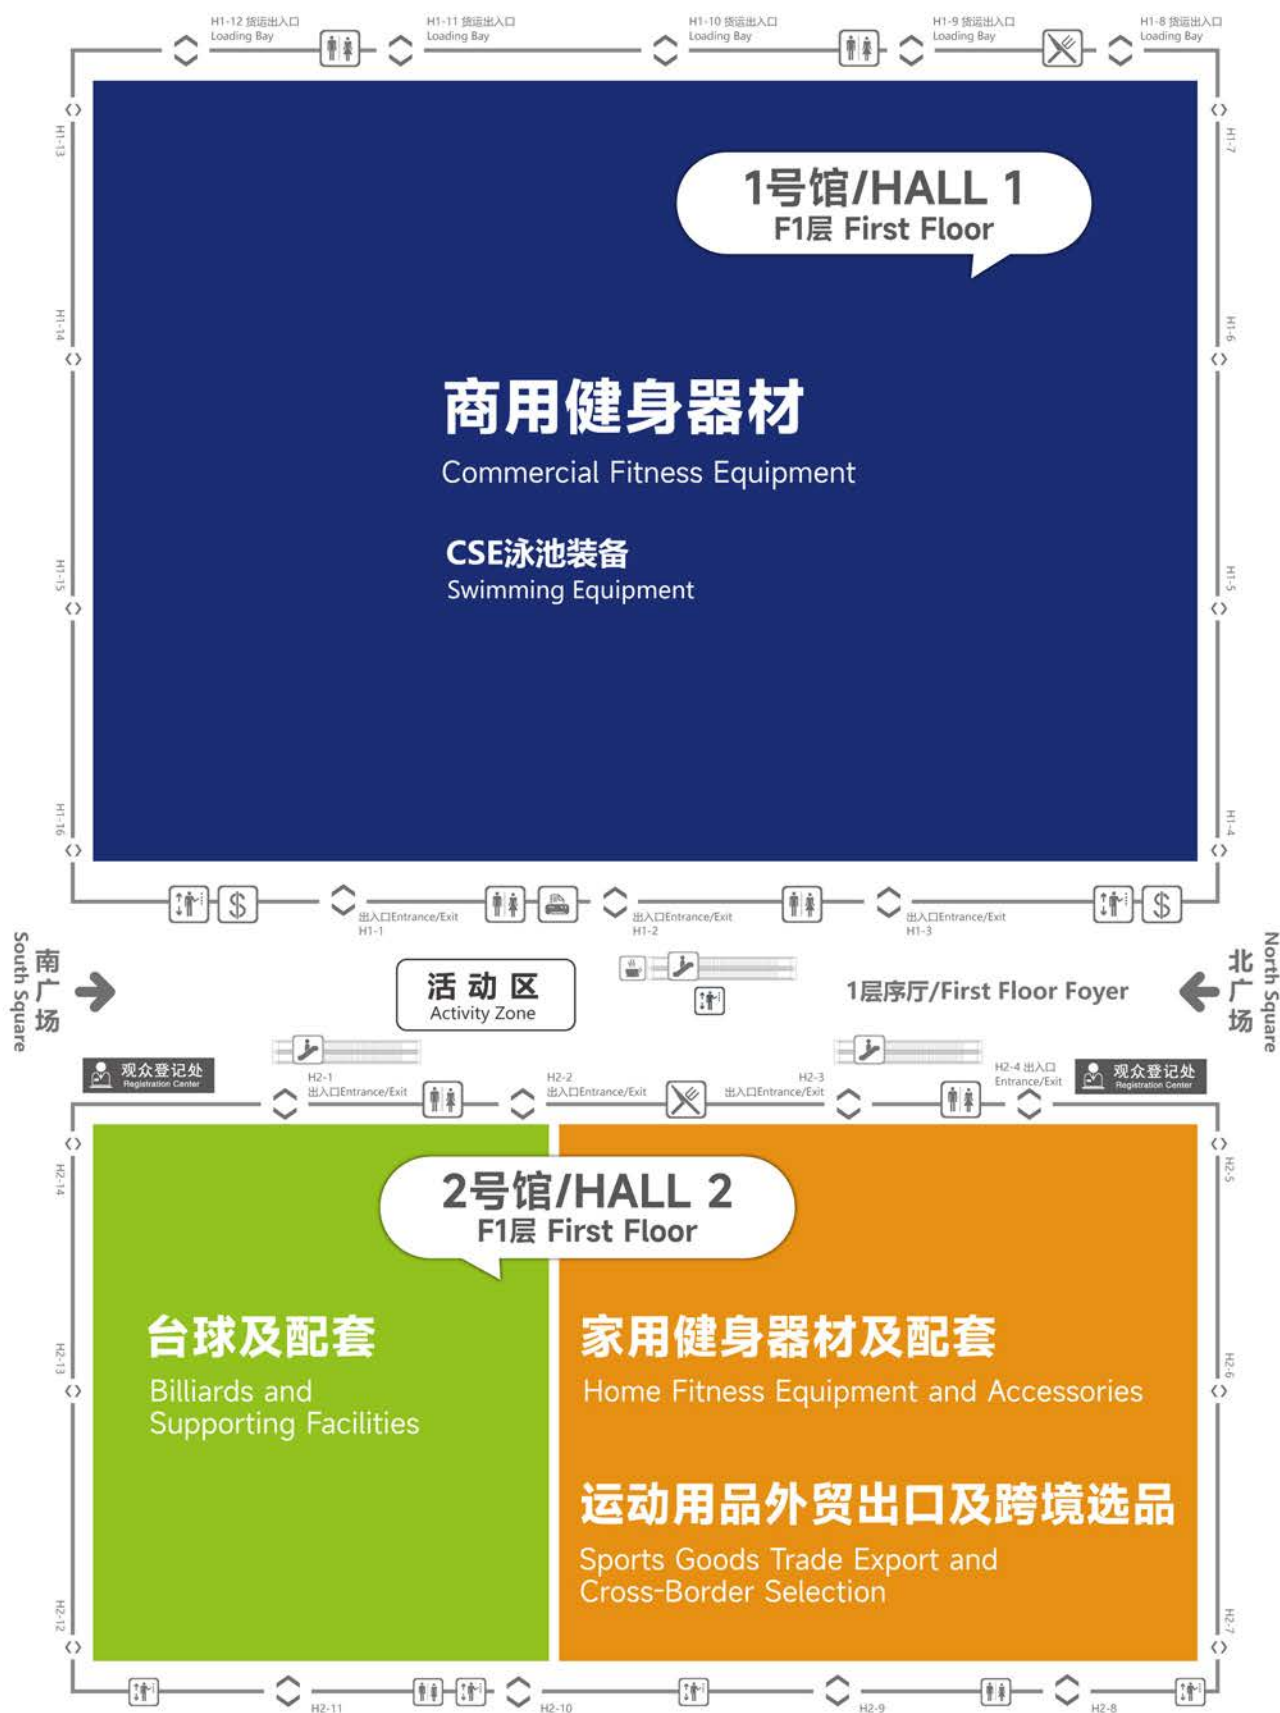 H1-12 货运出入口
Loading Bay
H1-11 货运出入口
Loading Bay
H1-10 货运出入口
Loading Bay
H1-9 货运出入口
Loading Bay
H1-8 货运出入口
Loading Bay
H1-13
H1-7
1号馆/HALL 1
F1层 First Floor
H1-14
H1-6
商用健身器材
Commercial Fitness Equipment
CSE泳池装备
Swimming Equipment
H1-15
H1-5
H1-16
H1-4
$
出入口Entrance/Exit
H1-1
出入口Entrance/Exit
H1-2
出入口Entrance/Exit
H1-3
$
南广场
South Square
活动区
Activity Zone
1层序厅/First Floor Foyer
北广场
North Square
观众登记处
Registration Center
H2-1
出入口Entrance/Exit
H2-2
出入口Entrance/Exit
H2-3
出入口Entrance/Exit
H2-4 出入口
Entrance/Exit
观众登记处
Registration Center
H2-14
H2-5
2号馆/HALL 2
F1层 First Floor
台球及配套
Billiards and
Supporting Facilities
家用健身器材及配套
Home Fitness Equipment and Accessories
运动用品外贸出口及跨境选品
Sports Goods Trade Export and
Cross-Border Selection
H2-13
H2-6
H2-12
H2-7
H2-11
H2-10
H2-9
H2-8